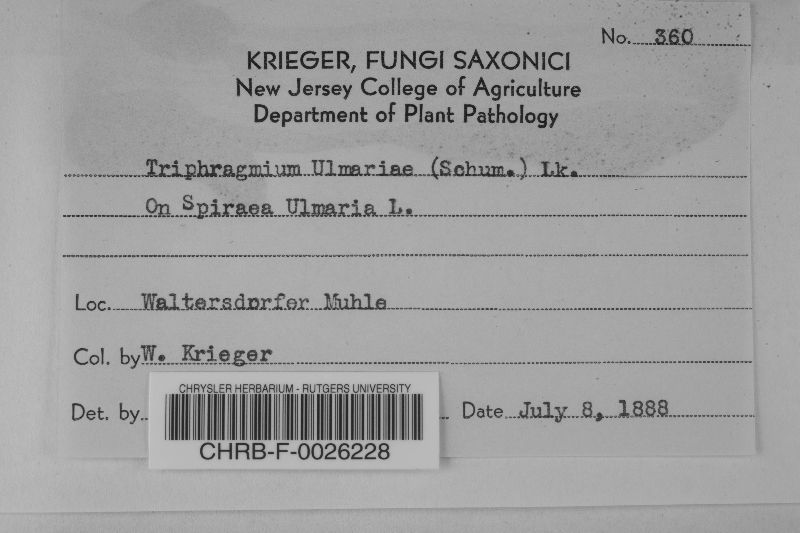 No. 360
KRIEGER, FUNGI SAXONICI
New Jersey College of Agriculture
Department of Plant Pathology
Triphragmium Ulmariae (Schum.) Lk.
On Spiraea Ulmaria L.
Loc. Waltersdorfer Muhle
Col. by W. Krieger
Det. by
Date July 8, 1888
CHRYSLER HERBARIUM - RUTGERS UNIVERSITY
CHRB-F-0026228